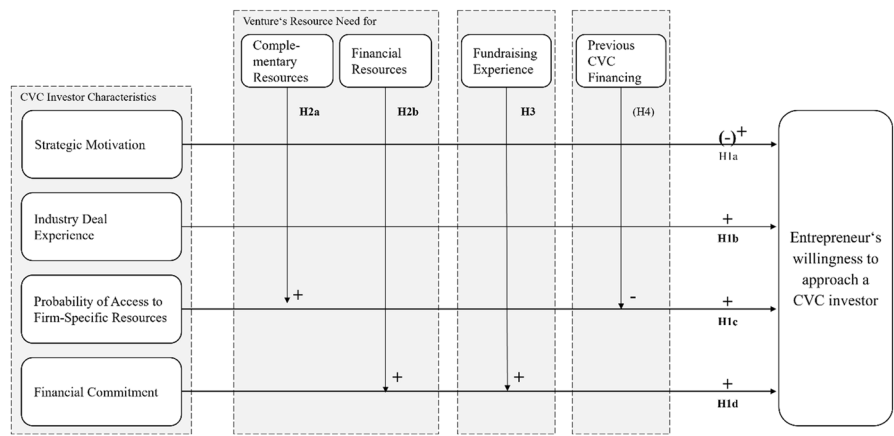 Venture‘s Resource Need for
Comple-
mentary
Resources
Financial
Resources
Fundraising
Experience
Previous
CVC
Financing
CVC Investor Characteristics
H2a
H2b
H3
(H4)
Strategic Motivation
(-)+
H1a
Industry Deal
Experience
+
H1b
Entrepreneur‘s
willingness to
approach a
CVC investor
Probability of Access to
Firm-Specific Resources
+
-
+
H1c
Financial Commitment
+
+
+
H1d